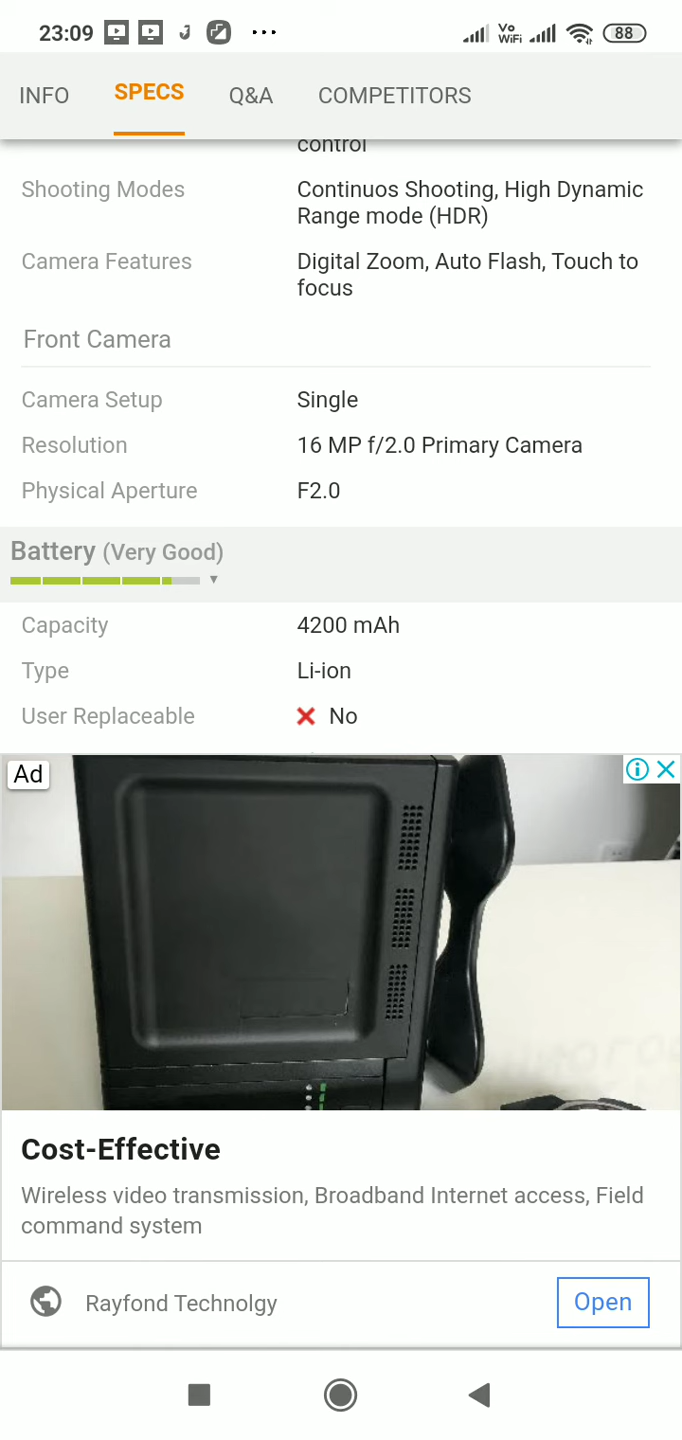 23:09
Vo
WiFi
88
INFO
SPECS
Q&A
COMPETITORS
control
Shooting Modes
Continuos Shooting, High Dynamic
Range mode (HDR)
Camera Features
Digital Zoom, Auto Flash, Touch to
focus
Front Camera
Camera Setup
Single
Resolution
16 MP f/2.0 Primary Camera
Physical Aperture
F2.0
Battery (Very Good)
Capacity
4200 mAh
Type
Li-ion
User Replaceable
No
Ad
Cost-Effective
Wireless video transmission, Broadband Internet access, Field
command system
Rayfond Technolgy
Open